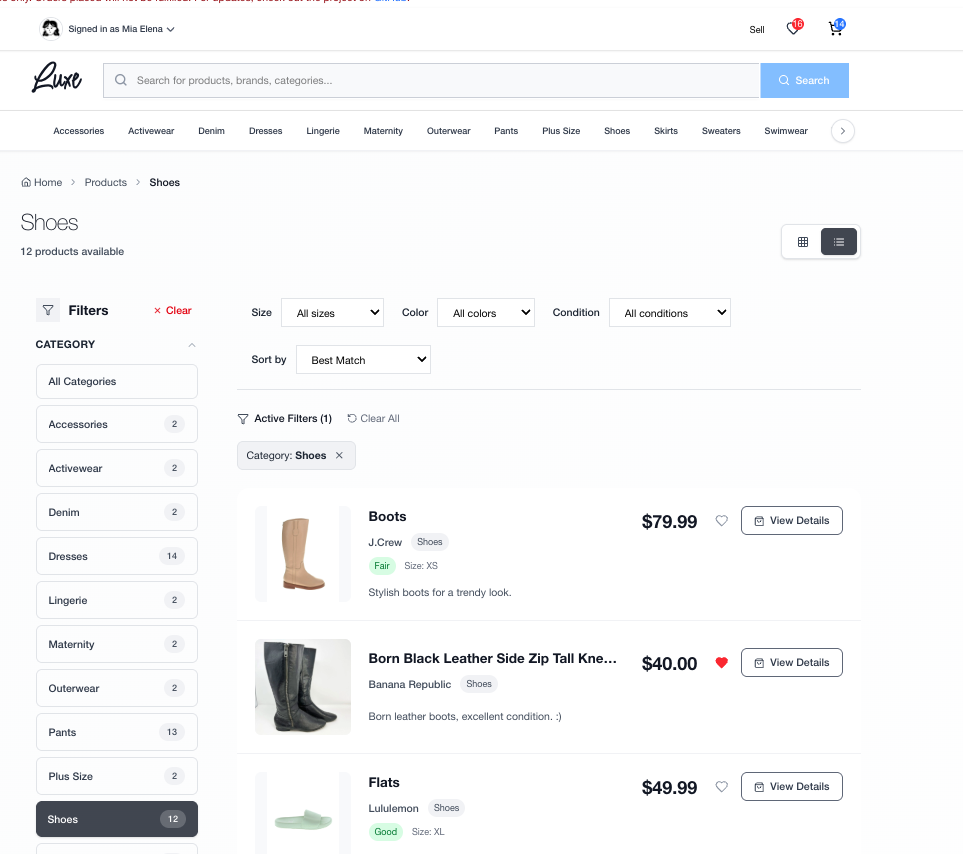 Orders placed will not be fulfilled. For updates, check out the project on GitHub.
Signed in as Mia Elena
Sell
16
14
Luxe
Search for products, brands, categories...
Search
Accessories
Activewear
Denim
Dresses
Lingerie
Maternity
Outerwear
Pants
Plus Size
Shoes
Skirts
Sweaters
Swimwear
Home > Products > Shoes
Shoes
12 products available
Filters
Clear
CATEGORY
All Categories
Accessories 2
Activewear 2
Denim 2
Dresses 14
Lingerie 2
Maternity 2
Outerwear 2
Pants 13
Plus Size 2
Shoes 12
Size All sizes
Color All colors
Condition All conditions
Sort by Best Match
Active Filters (1)
Clear All
Category: Shoes
Boots
J.Crew Shoes
Fair Size: XS
Stylish boots for a trendy look.
$79.99
View Details
Born Black Leather Side Zip Tall Kne...
Banana Republic Shoes
Born leather boots, excellent condition. :)
$40.00
View Details
Flats
Lululemon Shoes
Good Size: XL
$49.99
View Details